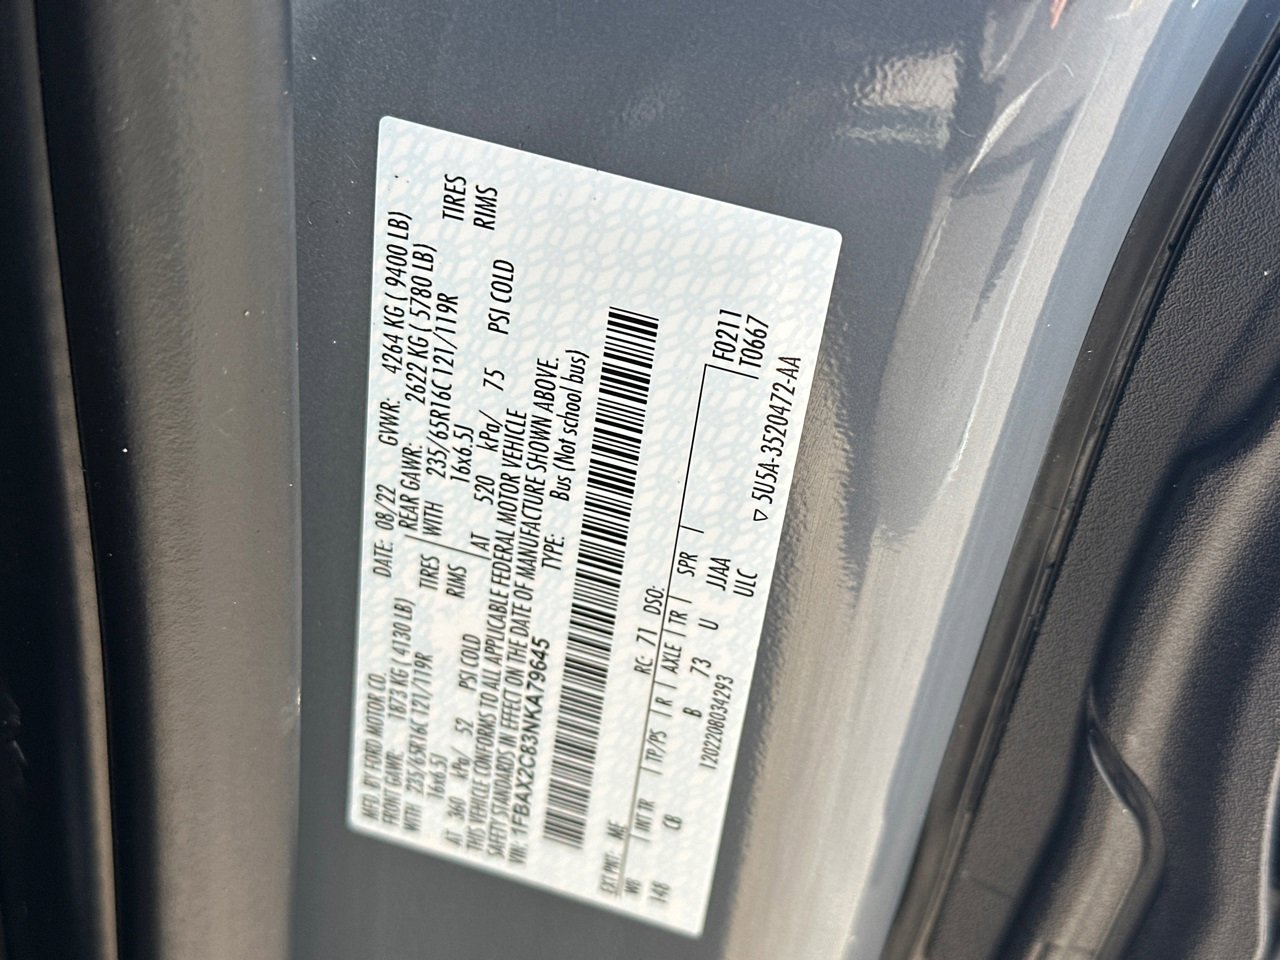 MFD. BY FORD MOTOR CO. DATE: 08/22 GVWR: 4264 KG ( 9400 LB)
FRONT GAWR: 1873 KG ( 4130 LB) REAR GAWR: 2622 KG ( 5780 LB)
WITH 235/65R16C 121/119R TIRES WITH 235/65R16C 121/119R TIRES
16x6.5J RIMS 16x6.5J RIMS
AT 360 kPa/ 52 PSI COLD AT 520 kPa/ 75 PSI COLD
THIS VEHICLE CONFORMS TO ALL APPLICABLE FEDERAL MOTOR VEHICLE
SAFETY STANDARDS IN EFFECT ON THE DATE OF MANUFACTURE SHOWN ABOVE.
VIN: 1FBAX2C83NKA79645 TYPE: Bus (Not school bus)
EXT PNT: ME RC: 71 DSO: F0211
WB INT TR TP/PS R AXLE TR SPR T0667
148 CB B 73 U JJAA
1202208034293 ULC
▽ 5U5A-3520472-AA